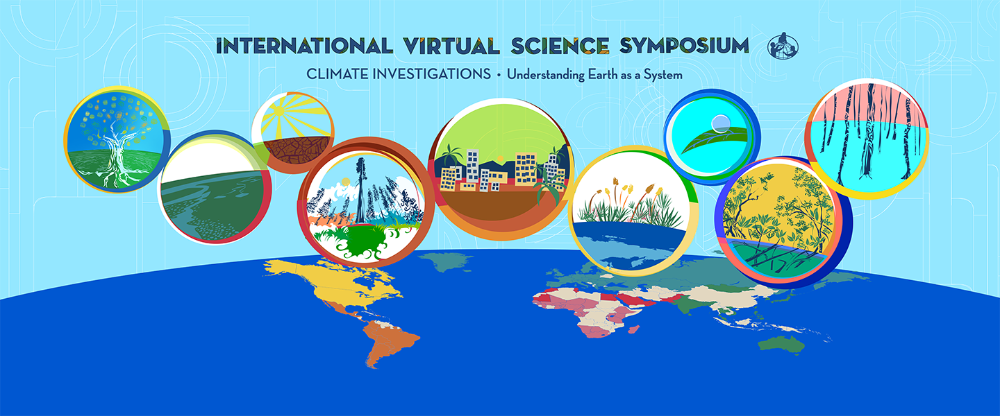 INTERNATIONAL VIRTUAL SCIENCE SYMPOSIUM
CLIMATE INVESTIGATIONS • Understanding Earth as a System